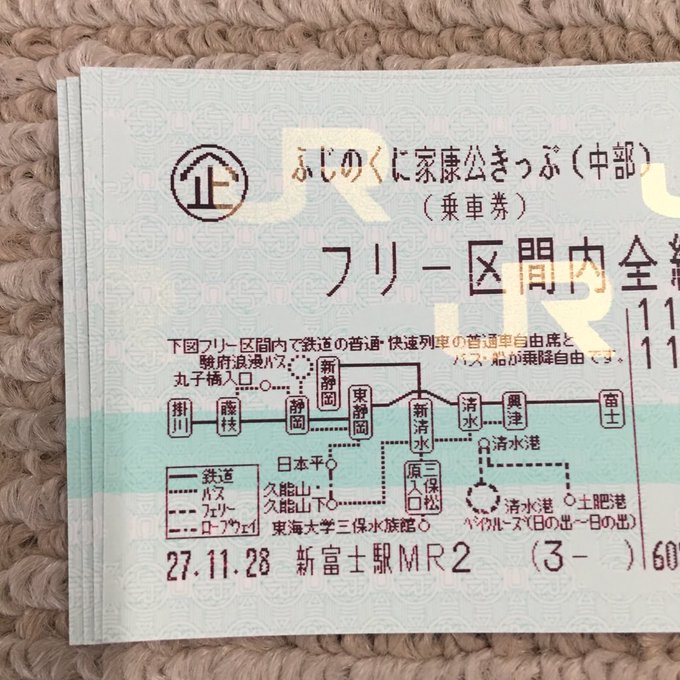 JR
企 ふじのくに家康公きっぷ(中部)
(乗車券)
フリー区間内全
JR
11
11
下図フリー区間内で鉄道の普通・快速列車の普通車自由席と
バス・船が乗降自由です。
駿府浪漫バス
丸子橋入口
新静岡
掛川 藤枝 静岡 東静岡 新清水 清水 興津 富士
日本平
久能山・
久能山下
三保松原入口
清水港
鉄道
バス
フェリー
ロープウェイ
清水港 土肥港
東海大学三保水族館
ベイクルーズ(日の出~日の出)
27.11.28 新富士駅MR2 (3- ) 60